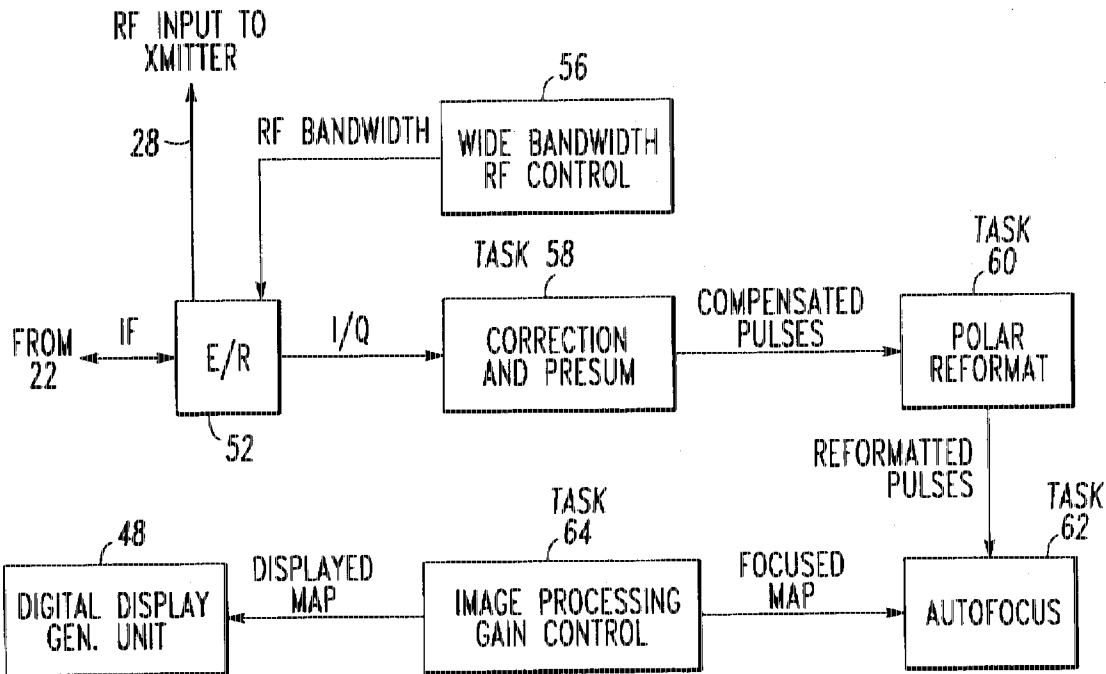 RF INPUT TO
XMITTER
28
RF BANDWIDTH
56
WIDE BANDWIDTH
RF CONTROL
FROM
22
IF
E/R
52
I/Q
TASK 58
CORRECTION
AND PRESUM
COMPENSATED
PULSES
TASK
60
POLAR
REFORMAT
REFORMATTED
PULSES
TASK
62
AUTOFOCUS
FOCUSED
MAP
TASK
64
IMAGE PROCESSING
GAIN CONTROL
DISPLAYED
MAP
48
DIGITAL DISPLAY
GEN. UNIT